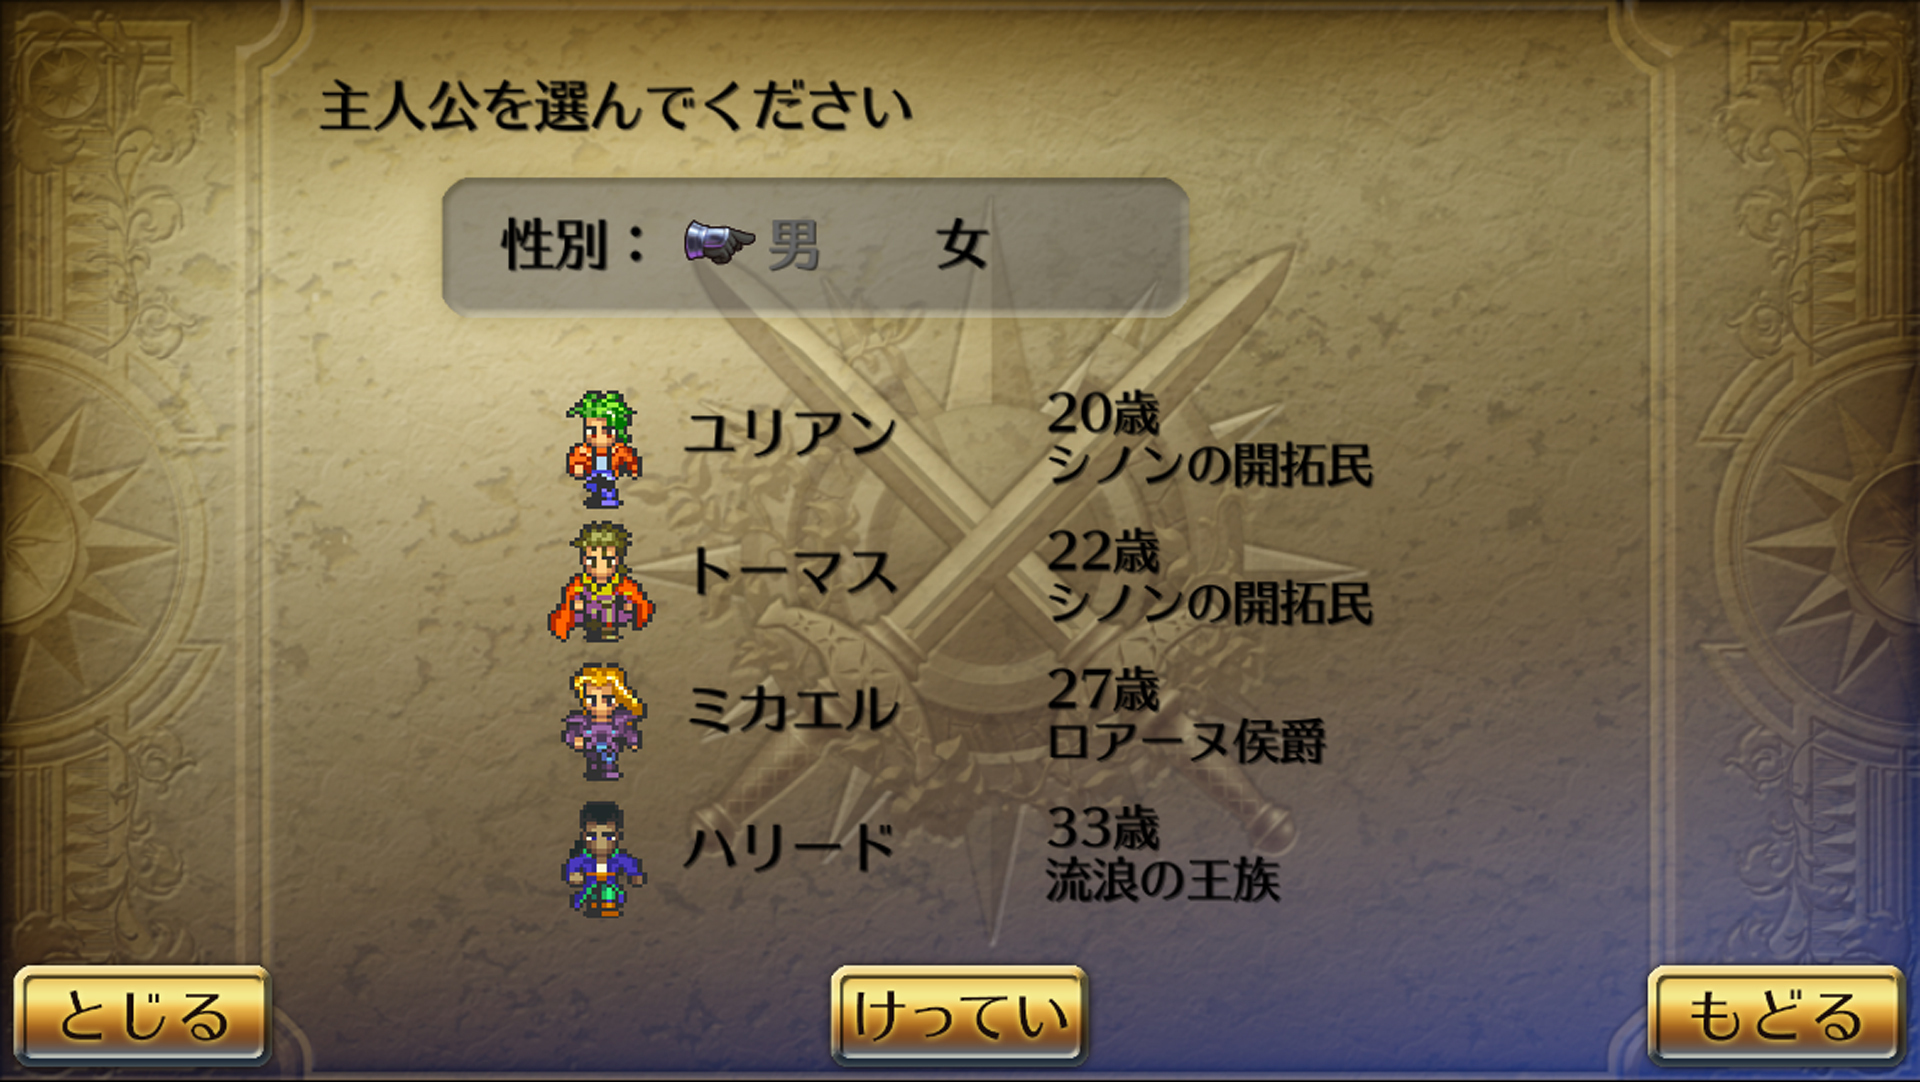 主人公を選んでください
性別： 男 女
ユリアン
20歳
シノンの開拓民
トーマス
22歳
シノンの開拓民
ミカエル
27歳
ロアーヌ侯爵
ハリード
33歳
流浪の王族
とじる けってい もどる